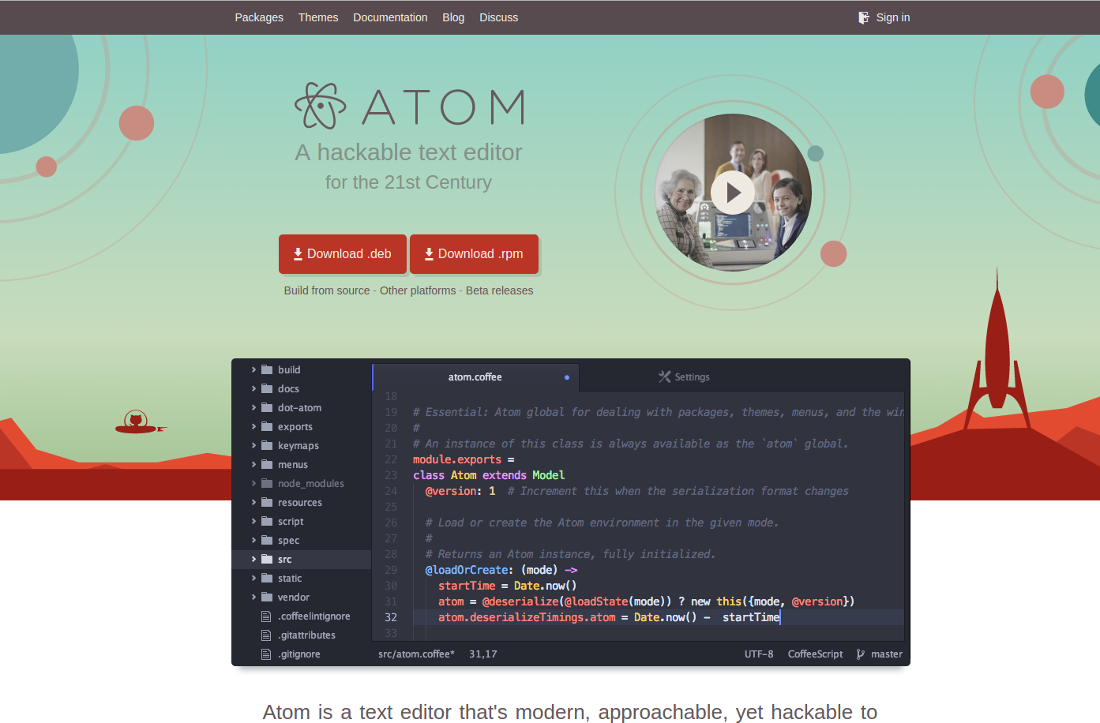 Packages Themes Documentation Blog Discuss Sign in
ATOM
A hackable text editor
for the 21st Century
Download .deb Download .rpm
Build from source - Other platforms - Beta releases
build
docs
dot-atom
exports
keymaps
menus
node_modules
resources
script
spec
src
static
vendor
.coffeelintignore
.gitattributes
.gitignore
atom.coffee Settings
18
19 # Essential: Atom global for dealing with packages, themes, menus, and the win
20 #
21 # An instance of this class is always available as the `atom` global.
22 module.exports =
23 class Atom extends Model
24 @version: 1 # Increment this when the serialization format changes
25
26 # Load or create the Atom environment in the given mode.
27 #
28 # Returns an Atom instance, fully initialized.
29 @loadOrCreate: (mode) ->
30 startTime = Date.now()
31 atom = @deserialize(@loadState(mode)) ? new this({mode, @version})
32 atom.deserializeTimings.atom = Date.now() - startTime
33
src/atom.coffee* 31,17 UTF-8 CoffeeScript master
Atom is a text editor that's modern, approachable, yet hackable to